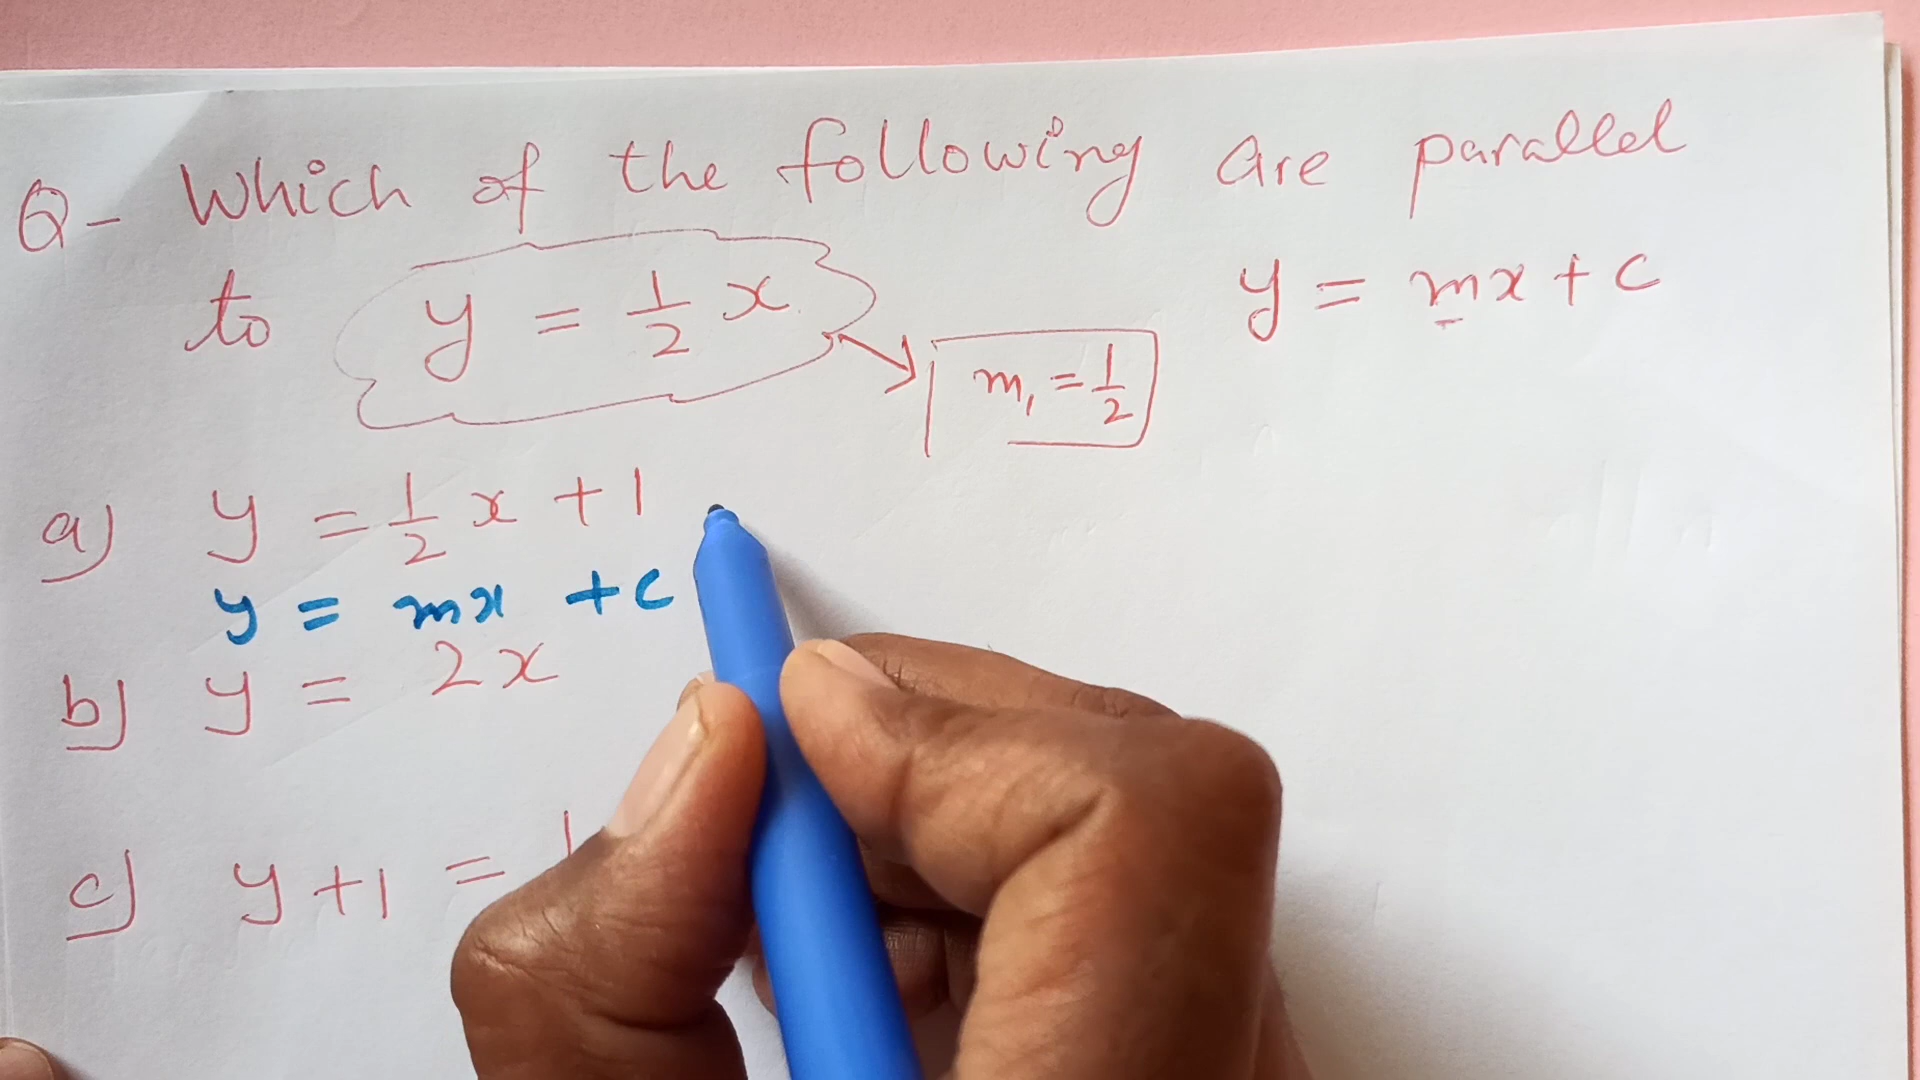 Q- Which of the following are parallel
to y = 1/2 x
y = mx + c
m₁ = 1/2
a) y = 1/2 x + 1
y = mx + c
b) y = 2x
c) y + 1 =